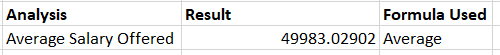 Analysis Result Formula Used
Average Salary Offered 49983.02902 Average